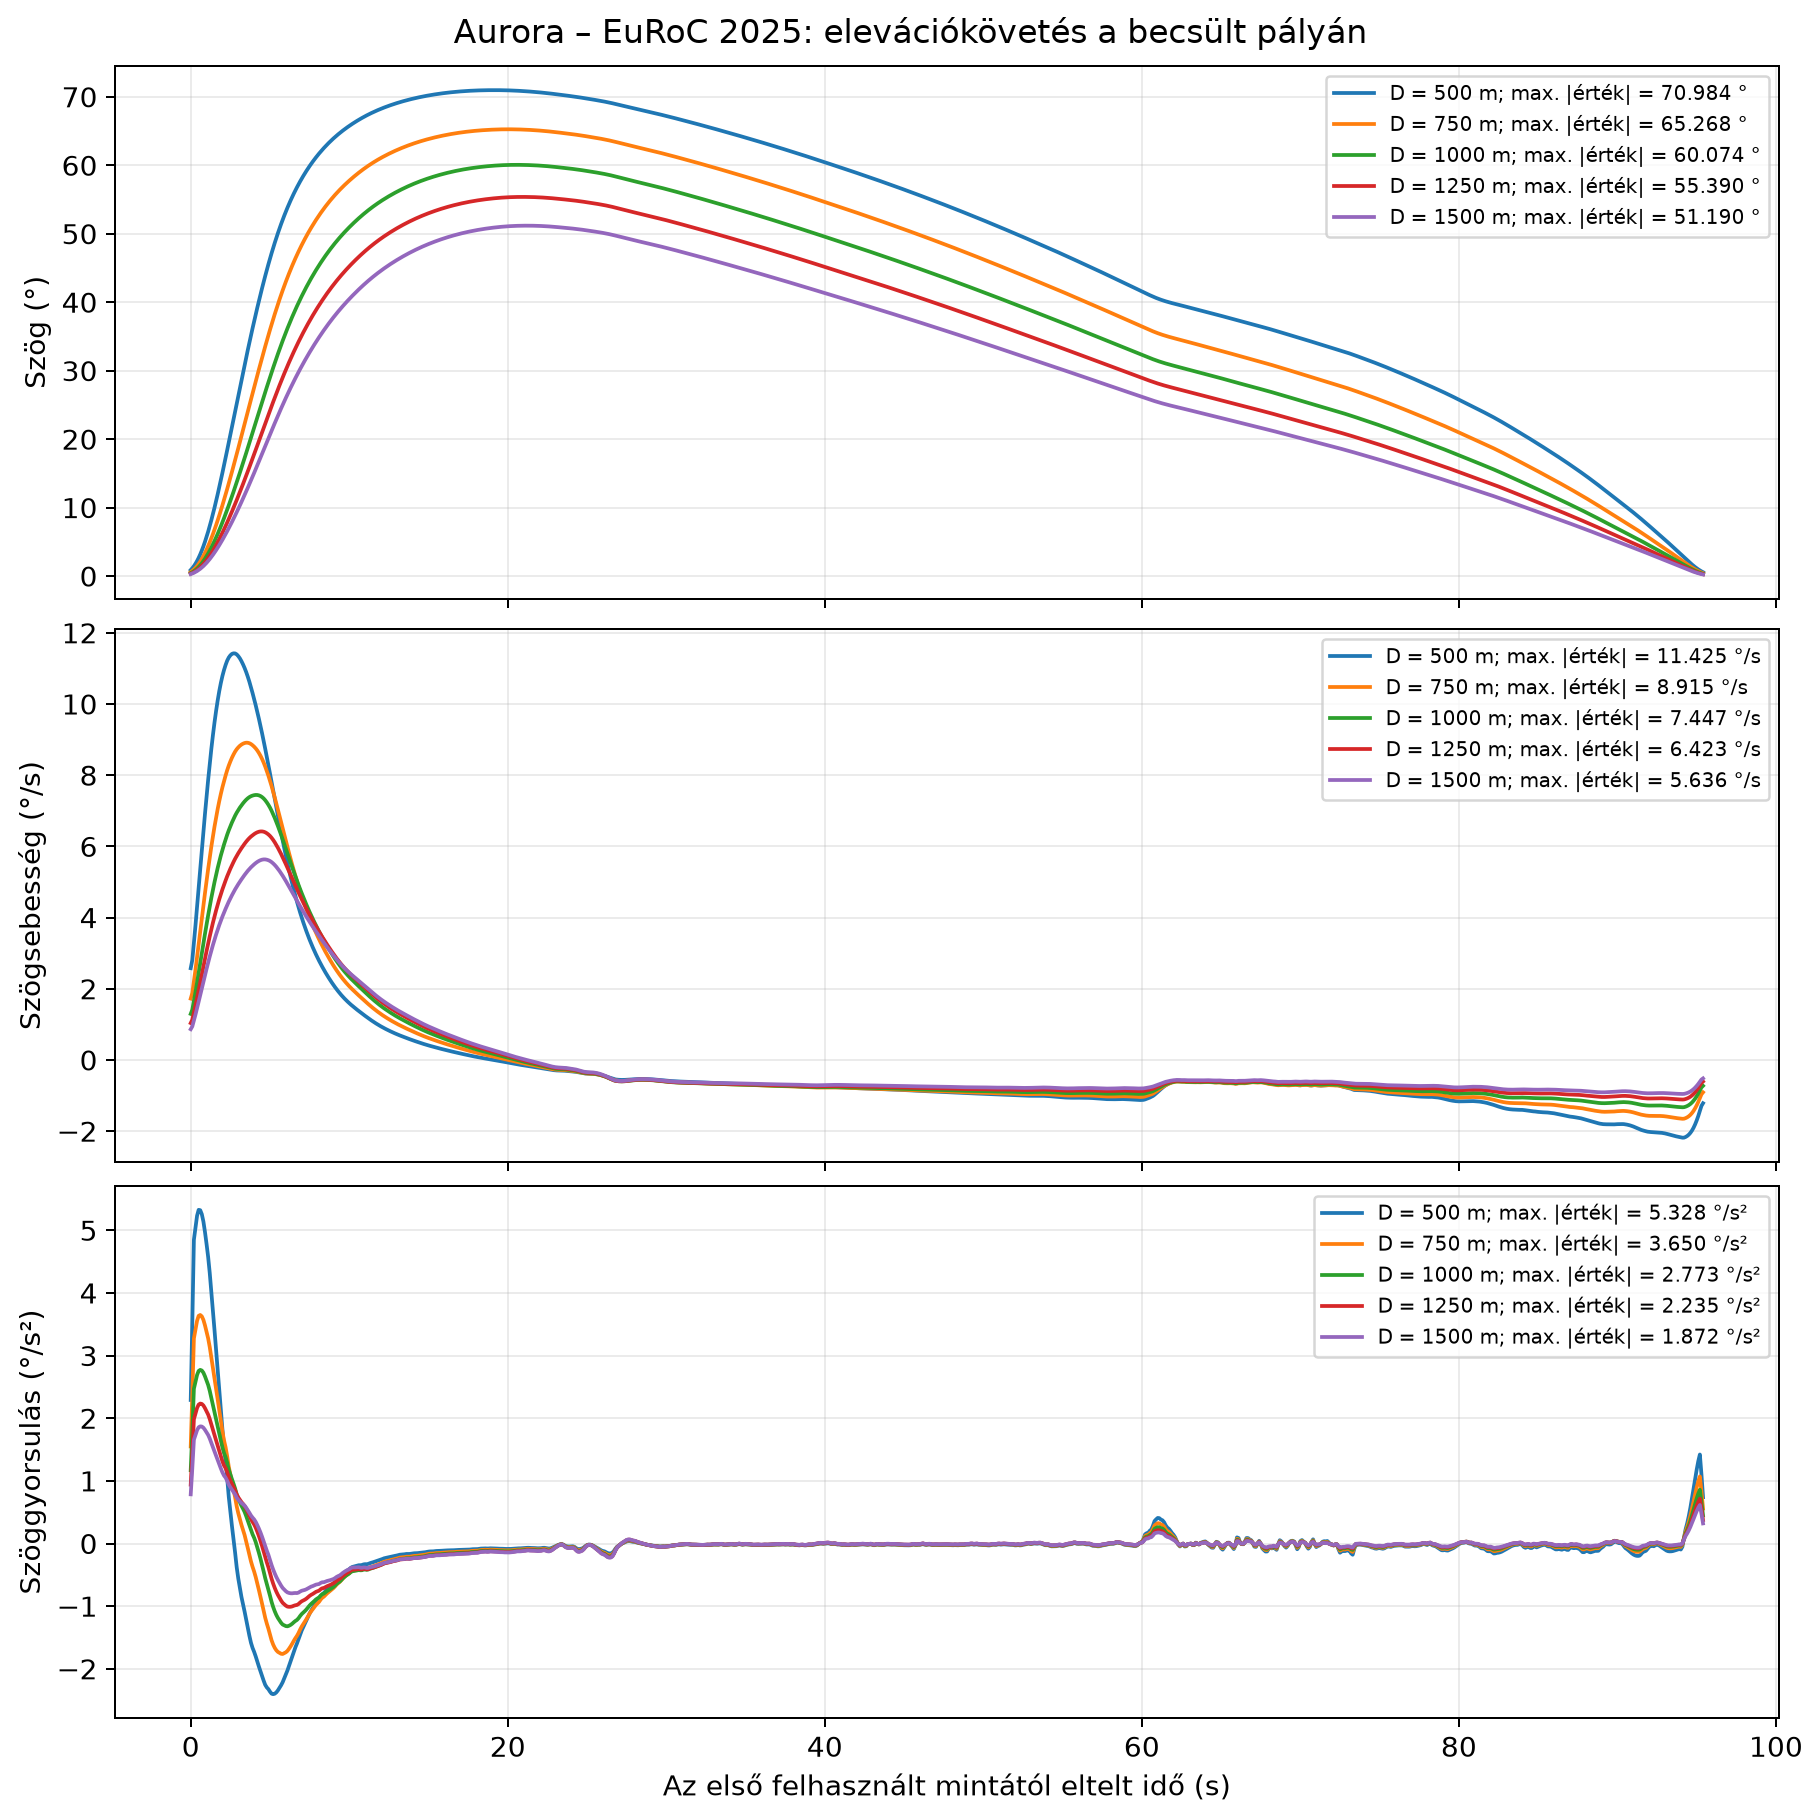 Aurora – EuRoC 2025: elevációkövetés a becsült pályán
Szög (°)
70
60
50
40
30
20
10
0
D = 500 m; max. |érték| = 70.984 °
D = 750 m; max. |érték| = 65.268 °
D = 1000 m; max. |érték| = 60.074 °
D = 1250 m; max. |érték| = 55.390 °
D = 1500 m; max. |érték| = 51.190 °
Szögsebesség (°/s)
12
10
8
6
4
2
0
−2
D = 500 m; max. |érték| = 11.425 °/s
D = 750 m; max. |érték| = 8.915 °/s
D = 1000 m; max. |érték| = 7.447 °/s
D = 1250 m; max. |érték| = 6.423 °/s
D = 1500 m; max. |érték| = 5.636 °/s
Szöggyorsulás (°/s²)
5
4
3
2
1
0
−1
−2
D = 500 m; max. |érték| = 5.328 °/s²
D = 750 m; max. |érték| = 3.650 °/s²
D = 1000 m; max. |érték| = 2.773 °/s²
D = 1250 m; max. |érték| = 2.235 °/s²
D = 1500 m; max. |érték| = 1.872 °/s²
0 20 40 60 80 100
Az első felhasznált mintától eltelt idő (s)